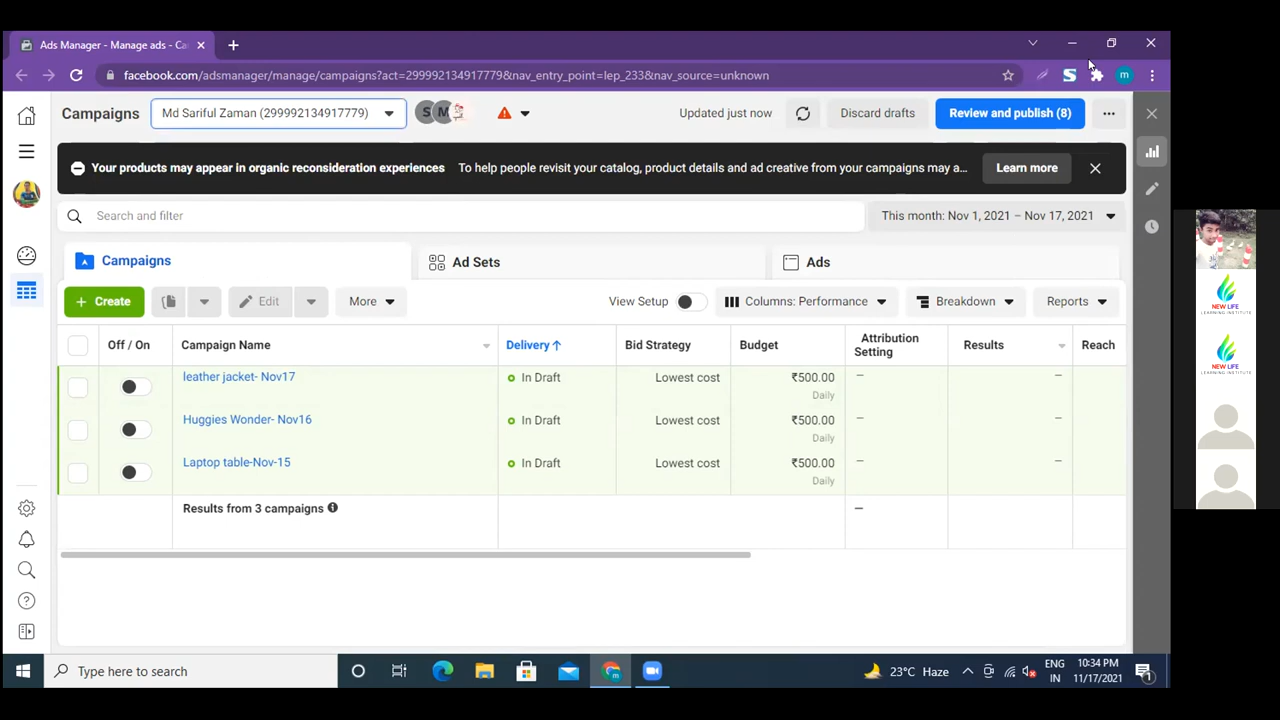 Ads Manager - Manage ads - Ca
facebook.com/adsmanager/manage/campaigns?act=299992134917779&nav_entry_point=lep_233&nav_source=unknown
S
m
Campaigns
Md Sariful Zaman (299992134917779)
S
M
Updated just now
Discard drafts
Review and publish (8)
Your products may appear in organic reconsideration experiences
To help people revisit your catalog, product details and ad creative from your campaigns may a...
Learn more
Search and filter
This month: Nov 1, 2021 – Nov 17, 2021
Campaigns
Ad Sets
Ads
+ Create
Edit
More
View Setup
Columns: Performance
Breakdown
Reports
Off / On
Campaign Name
Delivery ↑
Bid Strategy
Budget
Attribution
Setting
Results
Reach
leather jacket- Nov17
In Draft
Lowest cost
₹500.00
Daily
—
—
Huggies Wonder- Nov16
In Draft
Lowest cost
₹500.00
Daily
—
—
Laptop table-Nov-15
In Draft
Lowest cost
₹500.00
Daily
—
—
Results from 3 campaigns
—
NEW LIFE
LEARNING INSTITUTE
NEW LIFE
LEARNING INSTITUTE
Type here to search
23°C Haze
ENG
IN
10:34 PM
11/17/2021
1